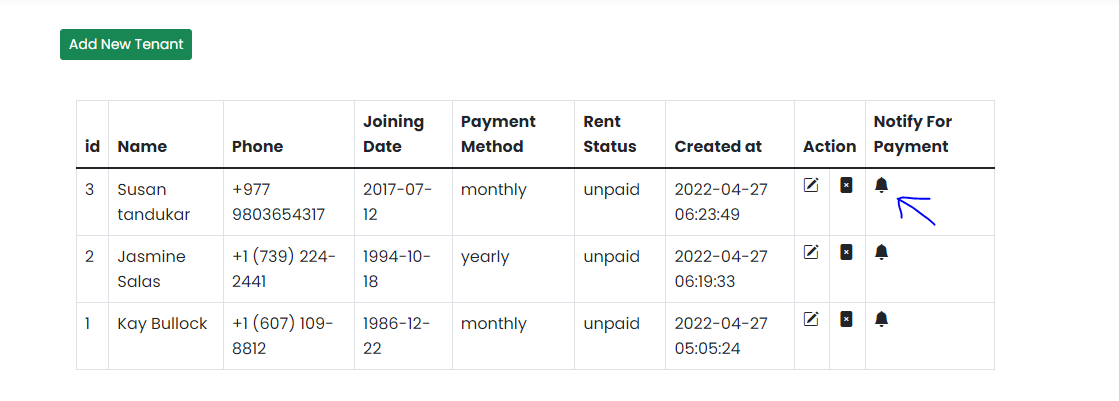 Add New Tenant
id Name Phone Joining Date Payment Method Rent Status Created at Action Notify For Payment
3 Susan tandukar +977 9803654317 2017-07-12 monthly unpaid 2022-04-27 06:23:49
2 Jasmine Salas +1 (739) 224-2441 1994-10-18 yearly unpaid 2022-04-27 06:19:33
1 Kay Bullock +1 (607) 109-8812 1986-12-22 monthly unpaid 2022-04-27 05:05:24